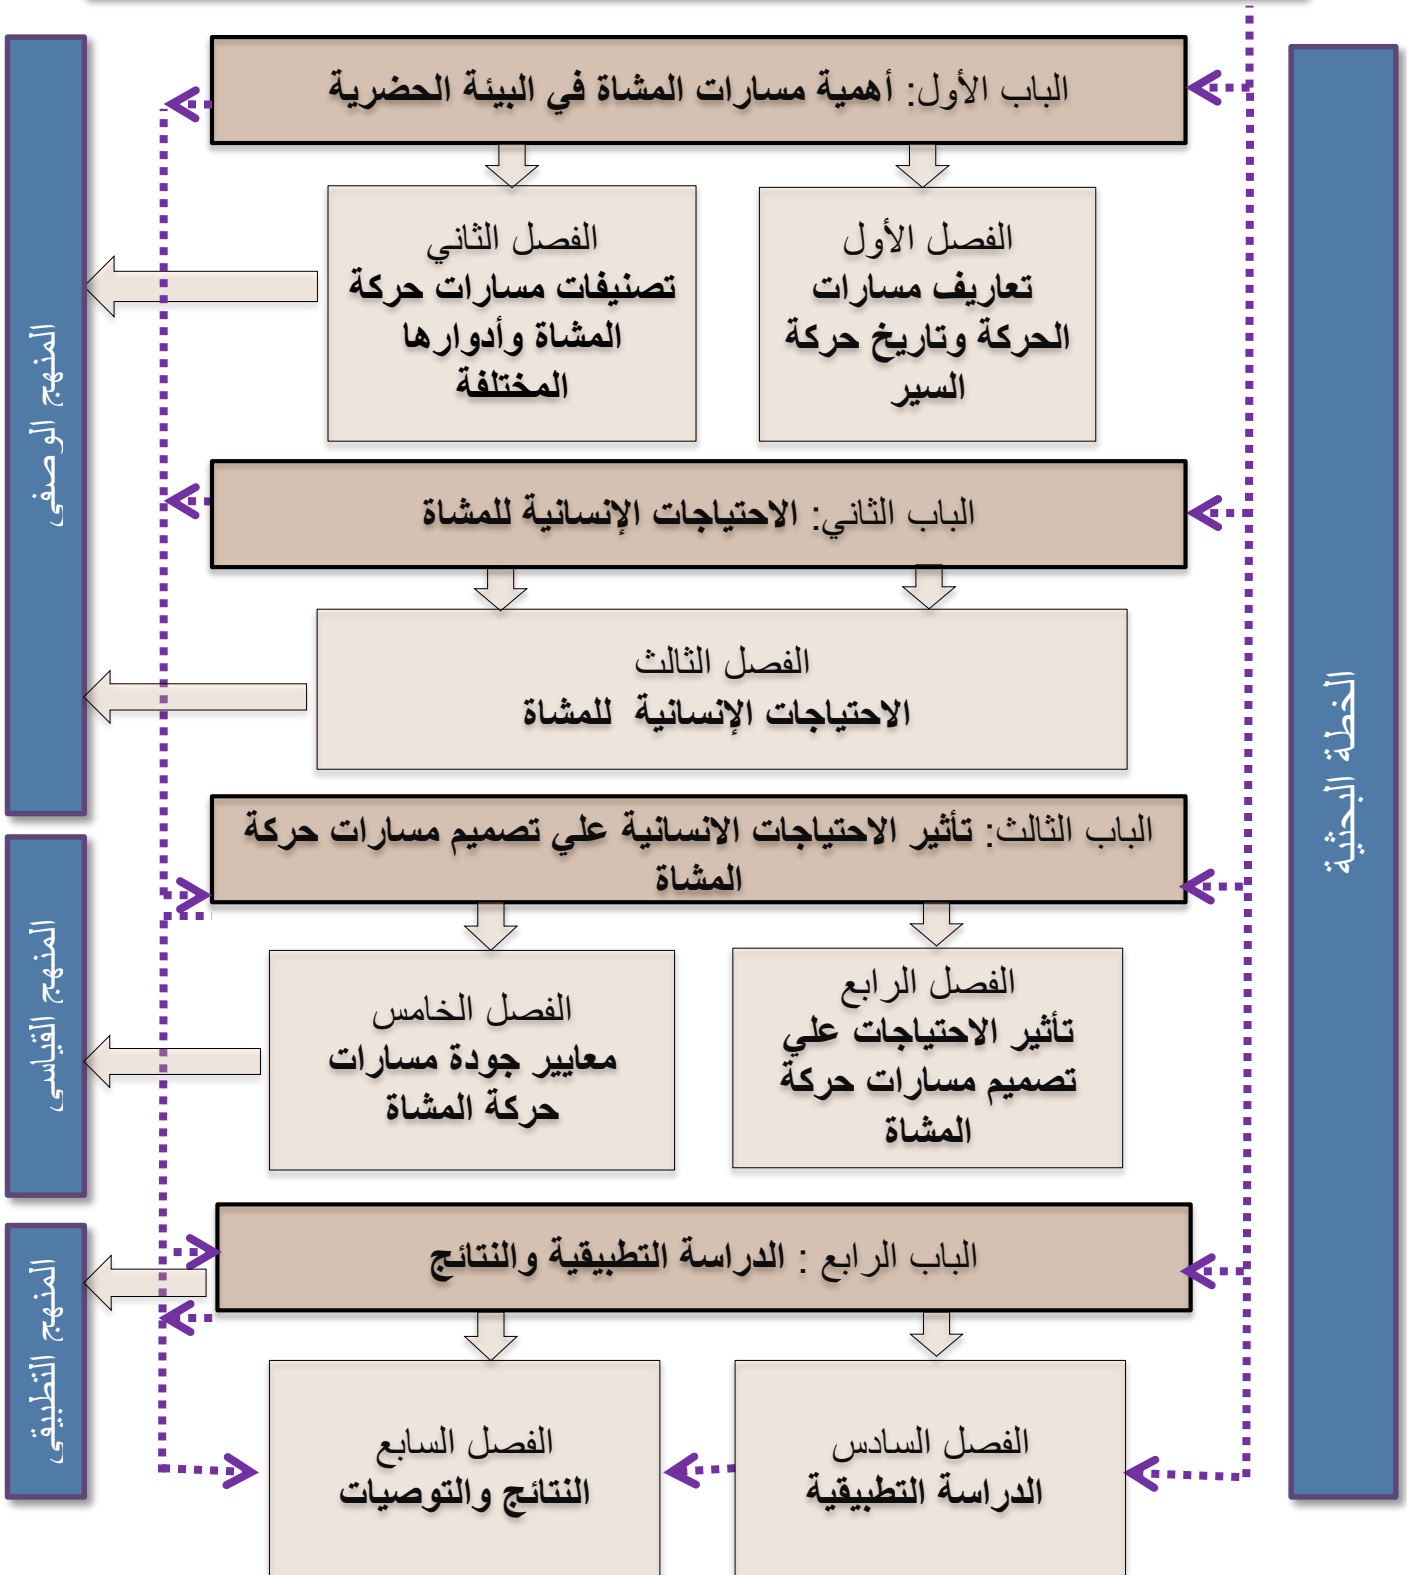 الباب الأول: أهمية مسارات المشاة في البيئة الحضرية
الفصل الأول
تعاريف مسارات
الحركة وتاريخ حركة
السير
الفصل الثاني
تصنيفات مسارات حركة
المشاة وأدوارها
المختلفة
الباب الثاني: الاحتياجات الإنسانية للمشاة
الفصل الثالث
الاحتياجات الإنسانية للمشاة
الباب الثالث: تأثير الاحتياجات الانسانية علي تصميم مسارات حركة
المشاة
الفصل الرابع
تأثير الاحتياجات علي
تصميم مسارات حركة
المشاة
الفصل الخامس
معايير جودة مسارات
حركة المشاة
الباب الرابع : الدراسة التطبيقية والنتائج
الفصل السادس
الدراسة التطبيقية
الفصل السابع
النتائج والتوصيات
الخطة البحثية
المنهج الوصفى
المنهج القياسى
المنهج التطبيقى